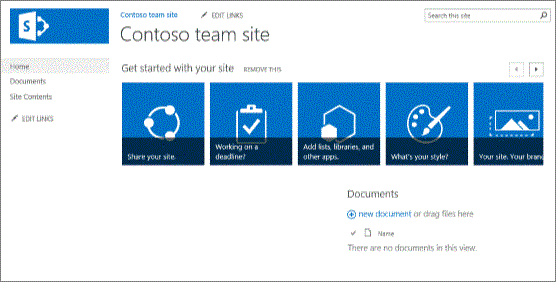 S
Contoso team site
EDIT LINKS
Search this site
Contoso team site
Home
Documents
Site Contents
EDIT LINKS
Get started with your site
REMOVE THIS
Share your site.
Working on a
deadline?
Add lists, libraries, and
other apps.
What's your style?
Your site. Your bran
Documents
new document or drag files here
Name
There are no documents in this view.